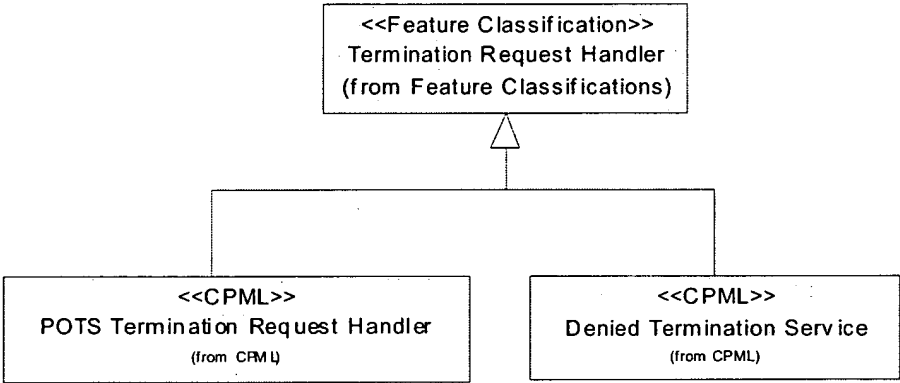 <<Feature Classification>>
Termination Request Handler
(from Feature Classifications)
<<CPML>>
POTS Termination Request Handler
(from CPML)
<<CPML>>
Denied Termination Service
(from CPML)